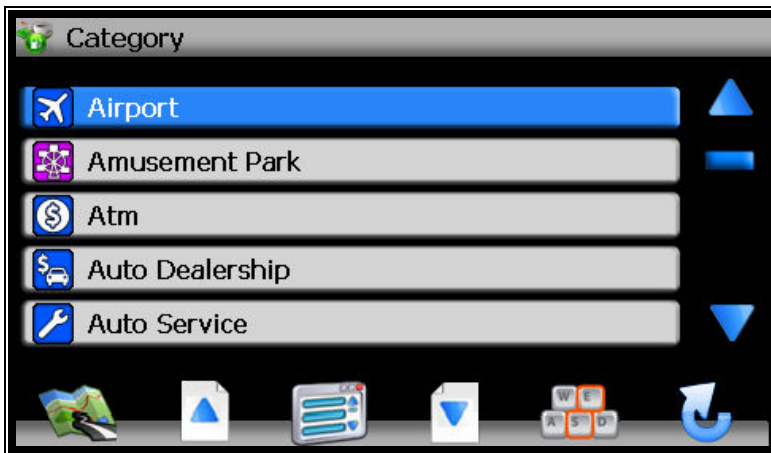 Category
Airport
Amusement Park
Atm
$
Auto Dealership
$
Auto Service
W E
A S D